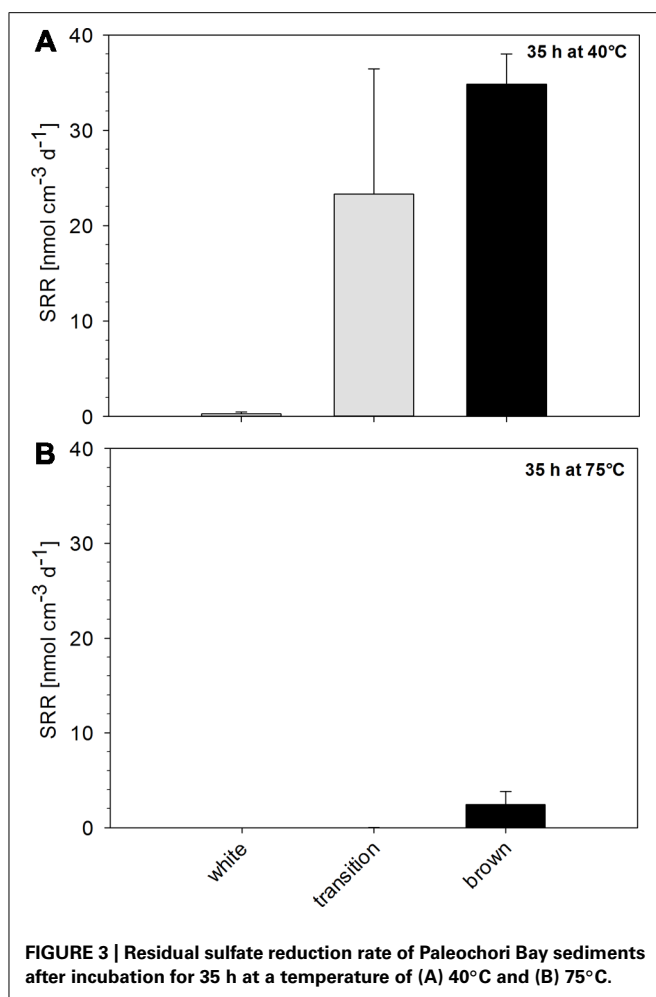 A
35 h at 40°C
40
30
20
10
0
SRR [nmol cm⁻³ d⁻¹]
B
35 h at 75°C
40
30
20
10
0
SRR [nmol cm⁻³ d⁻¹]
white
transition
brown
FIGURE 3 | Residual sulfate reduction rate of Paleochori Bay sediments
after incubation for 35 h at a temperature of (A) 40°C and (B) 75°C.